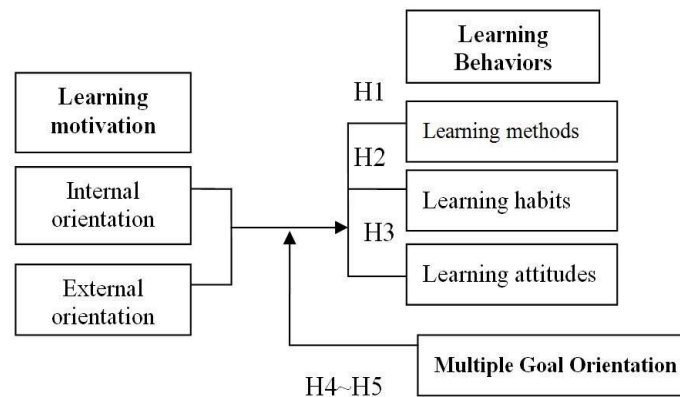 Learning
Behaviors
Learning
motivation
H1
Learning methods
H2
Internal
orientation
Learning habits
H3
External
orientation
Learning attitudes
Multiple Goal Orientation
H4~H5